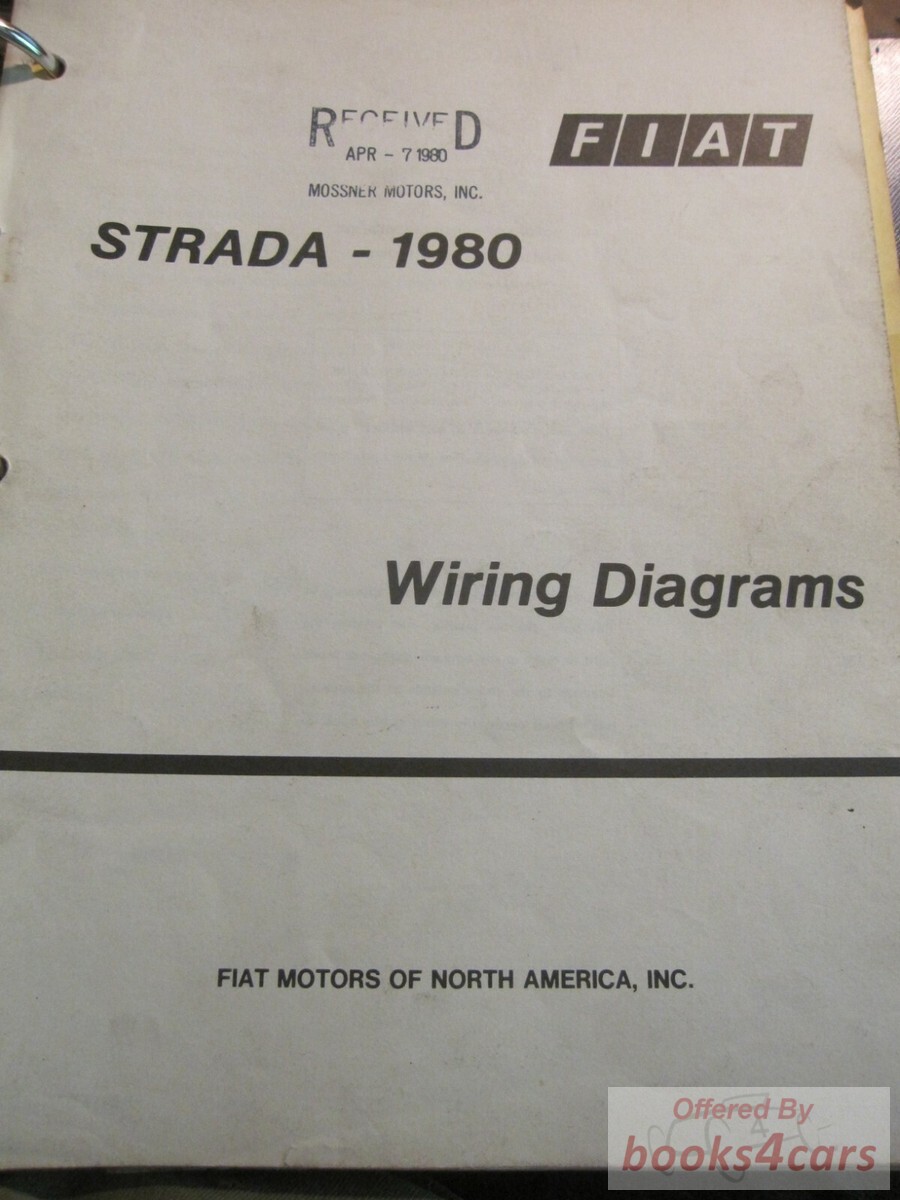 RECEIVED
APR - 7 1980
MOSSNER MOTORS, INC.
FIAT
STRADA - 1980
Wiring Diagrams
FIAT MOTORS OF NORTH AMERICA, INC.
Offered By
books4cars